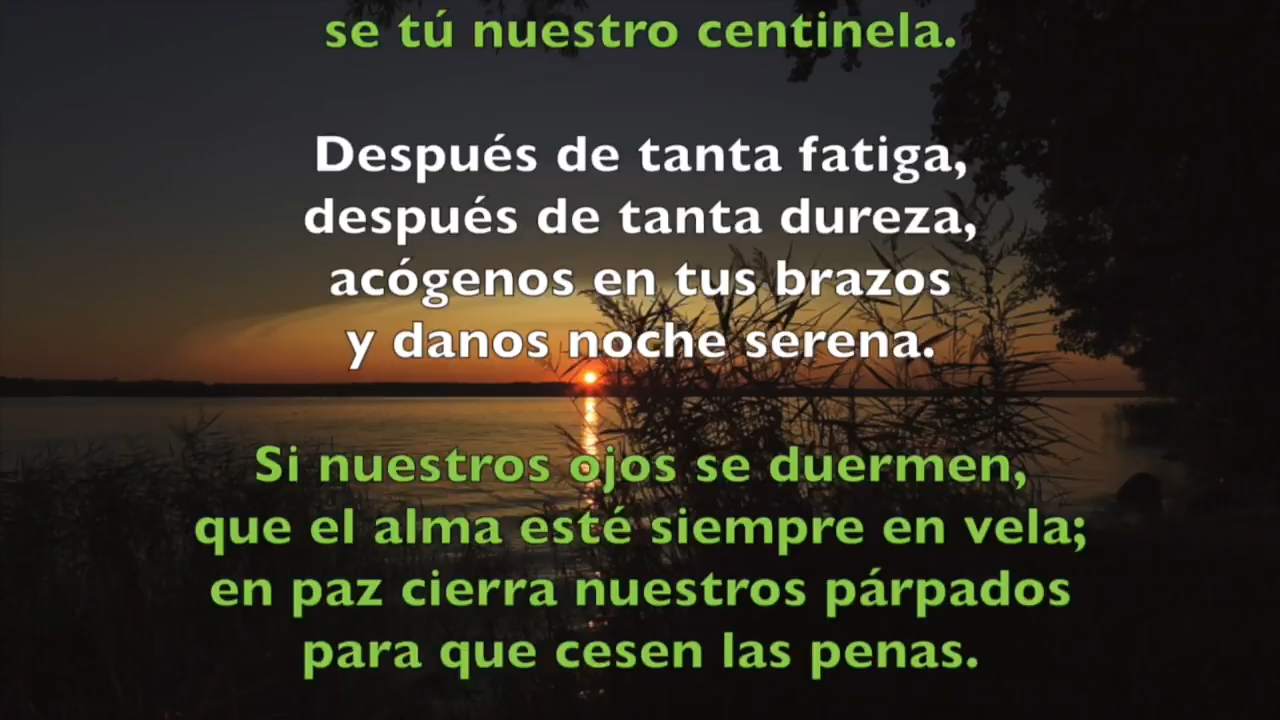 se tú nuestro centinela.
Después de tanta fatiga,
después de tanta dureza,
acógenos en tus brazos
y danos noche serena.
Si nuestros ojos se duermen,
que el alma esté siempre en vela;
en paz cierra nuestros párpados
para que cesen las penas.